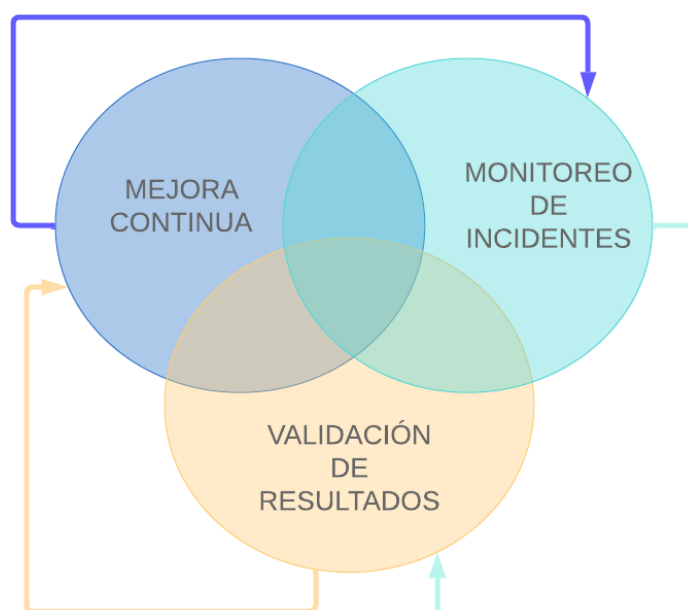 MEJORA
CONTINUA
MONITOREO
DE
INCIDENTES
VALIDACIÓN
DE
RESULTADOS